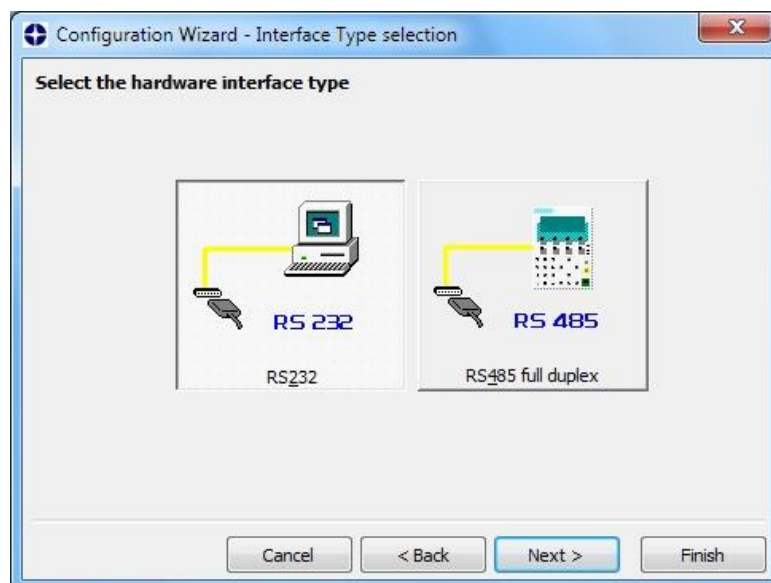 Configuration Wizard - Interface Type selection
Select the hardware interface type
RS 232
RS232
RS 485
RS485 full duplex
Cancel
< Back
Next >
Finish